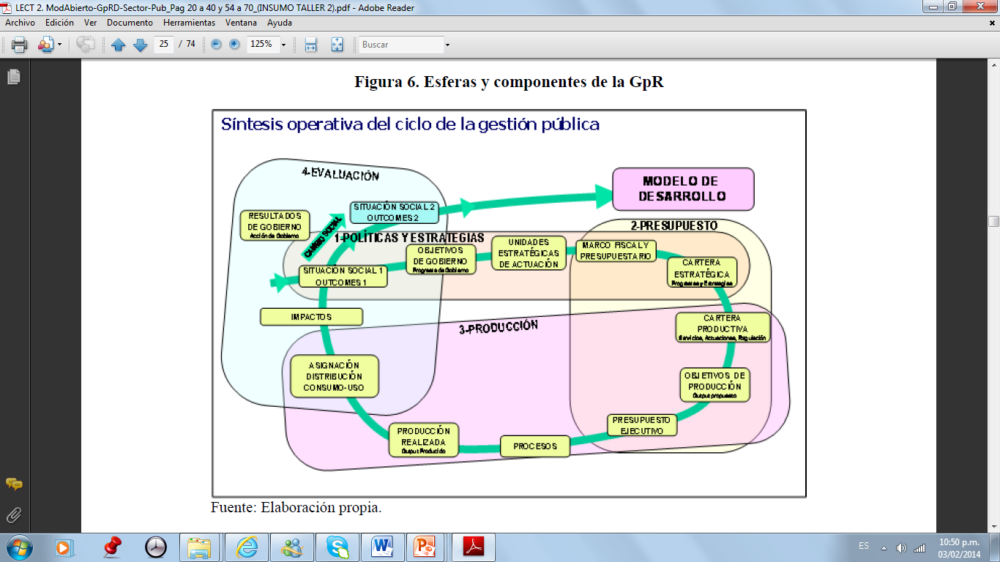 LECT 2. ModAbierto-GpRD-Sector-Pub_Pag 20 a 40 y 54 a 70_(INSUMO TALLER 2).pdf - Adobe Reader
Archivo Edición Ver Documento Herramientas Ventana Ayuda
25 / 74 125% Buscar
Figura 6. Esferas y componentes de la GpR
Síntesis operativa del ciclo de la gestión pública
4-EVALUACIÓN
MODELO DE
DESARROLLO
SITUACIÓN SOCIAL 2
OUTCOMES 2
RESULTADOS
DE GOBIERNO
Acción de Gobierno
CAMBIO SOCIAL
1-POLÍTICAS Y ESTRATEGIAS
2-PRESUPUESTO
OBJETIVOS
DE GOBIERNO
Programa de Gobierno
UNIDADES
ESTRATÉGICAS
DE ACTUACIÓN
MARCO FISCAL Y
PRESUPUESTARIO
CARTERA
ESTRATÉGICA
Programas y Estrategias
SITUACIÓN SOCIAL 1
OUTCOMES 1
IMPACTOS
3-PRODUCCIÓN
CARTERA
PRODUCTIVA
Servicios, Actuaciones, Regulación
ASIGNACIÓN
DISTRIBUCIÓN
CONSUMO-USO
OBJETIVOS DE
PRODUCCIÓN
Output propuesto
PRESUPUESTO
EJECUTIVO
PRODUCCIÓN
REALIZADA
Output Producido
PROCESOS
Fuente: Elaboración propia.
ES
10:50 p.m.
03/02/2014